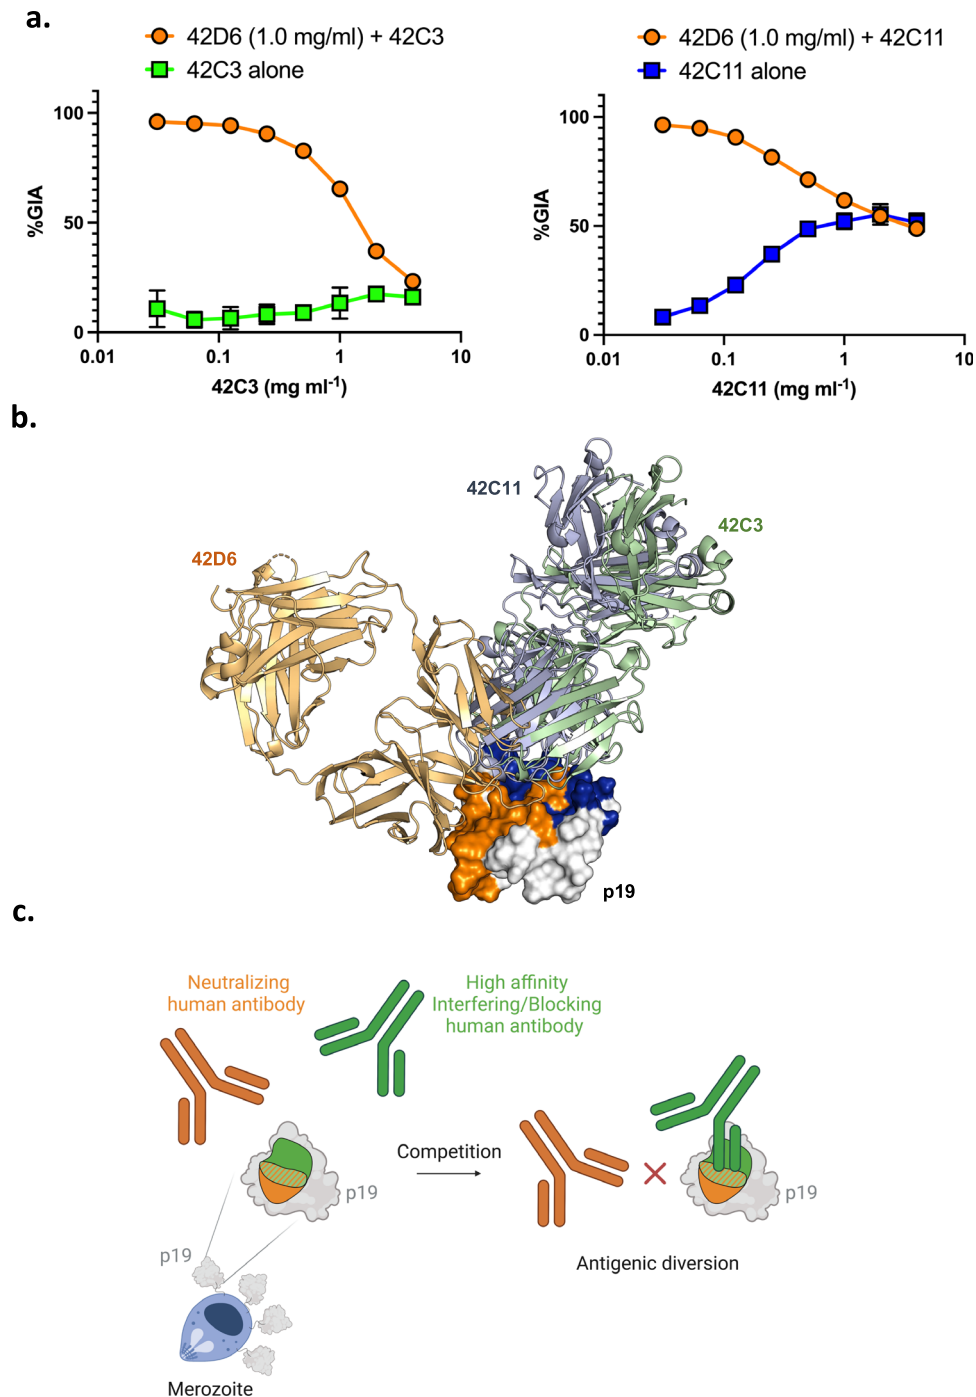 a.
42D6 (1.0 mg/ml) + 42C3
42C3 alone
100
50
0
%GIA
0.01
0.1
1
10
42C3 (mg ml⁻¹)
42D6 (1.0 mg/ml) + 42C11
42C11 alone
100
50
0
%GIA
0.01
0.1
1
10
42C11 (mg ml⁻¹)
b.
42C11
42C3
42D6
p19
c.
Neutralizing
human antibody
High affinity
Interfering/Blocking
human antibody
Competition
p19
p19
p19
Antigenic diversion
Merozoite